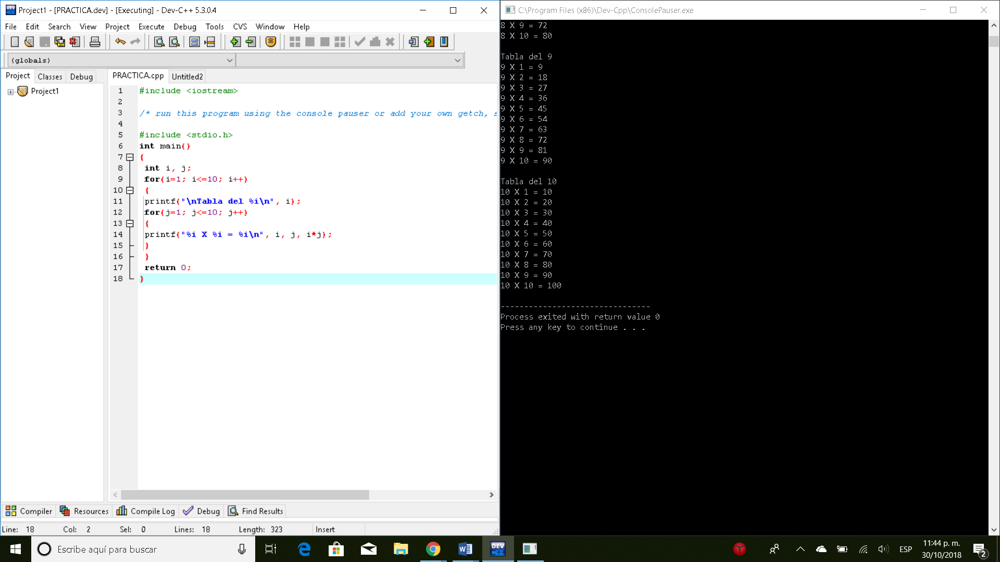 Project1 - [PRACTICA.dev] - [Executing] - Dev-C++ 5.3.0.4
File Edit Search View Project Execute Debug Tools CVS Window Help
(globals)
Project Classes Debug
Project1
PRACTICA.cpp Untitled2
1 #include <iostream>
2
3 /* run this program using the console pauser or add your own getch, s
4
5 #include <stdio.h>
6 int main()
7 {
8 int i, j;
9 for(i=1; i<=10; i++)
10 {
11 printf("\nTabla del %i\n", i);
12 for(j=1; j<=10; j++)
13 {
14 printf("%i X %i = %i\n", i, j, i*j);
15 }
16 }
17 return 0;
18 }
Compiler Resources Compile Log Debug Find Results
Line: 18 Col: 2 Sel: 0 Lines: 18 Length: 323 Insert
C:\Program Files (x86)\Dev-Cpp\ConsolePauser.exe
8 X 9 = 72
8 X 10 = 80
Tabla del 9
9 X 1 = 9
9 X 2 = 18
9 X 3 = 27
9 X 4 = 36
9 X 5 = 45
9 X 6 = 54
9 X 7 = 63
9 X 8 = 72
9 X 9 = 81
9 X 10 = 90
Tabla del 10
10 X 1 = 10
10 X 2 = 20
10 X 3 = 30
10 X 4 = 40
10 X 5 = 50
10 X 6 = 60
10 X 7 = 70
10 X 8 = 80
10 X 9 = 90
10 X 10 = 100
--------------------------------
Process exited with return value 0
Press any key to continue . . .
Escribe aquí para buscar
DEV C++
ESP
11:44 p. m.
30/10/2018
2